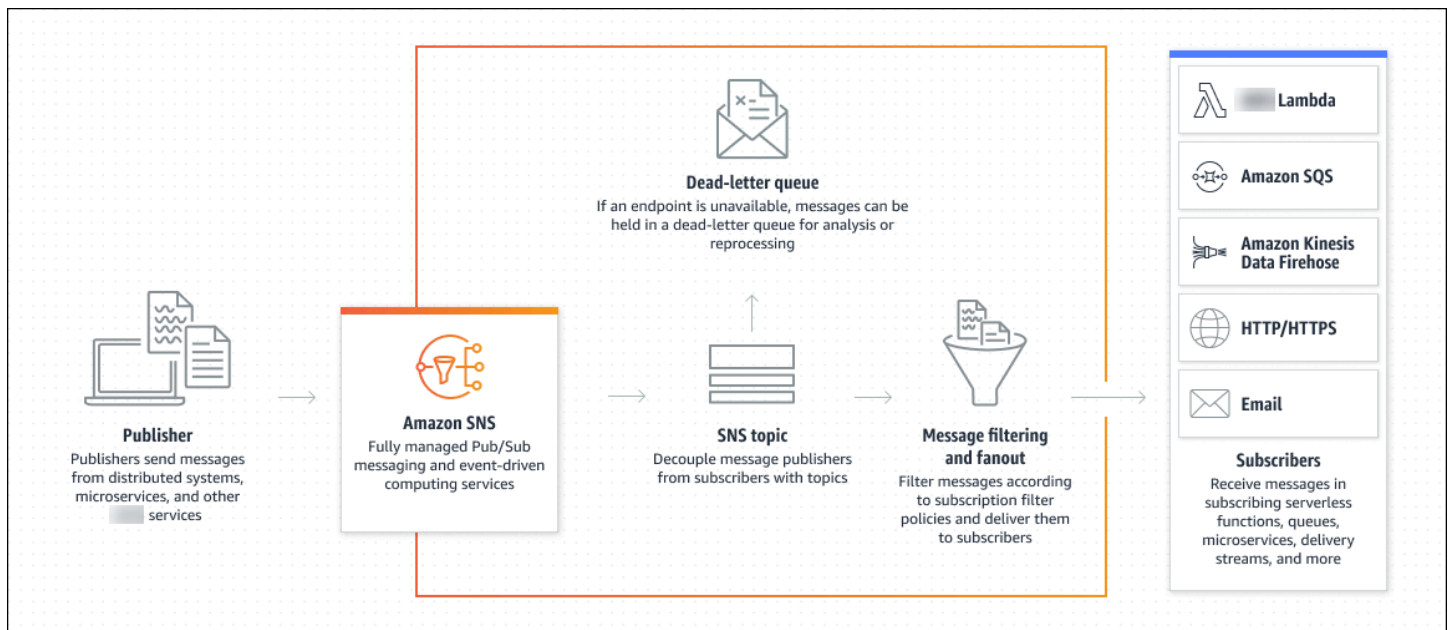 Dead-letter queue
If an endpoint is unavailable, messages can be
held in a dead-letter queue for analysis or
reprocessing
Publisher
Publishers send messages
from distributed systems,
microservices, and other
services
Amazon SNS
Fully managed Pub/Sub
messaging and event-driven
computing services
SNS topic
Decouple message publishers
from subscribers with topics
Message filtering
and fanout
Filter messages according
to subscription filter
policies and deliver them
to subscribers
Lambda
Amazon SQS
Amazon Kinesis
Data Firehose
HTTP/HTTPS
Email
Subscribers
Receive messages in
subscribing serverless
functions, queues,
microservices, delivery
streams, and more